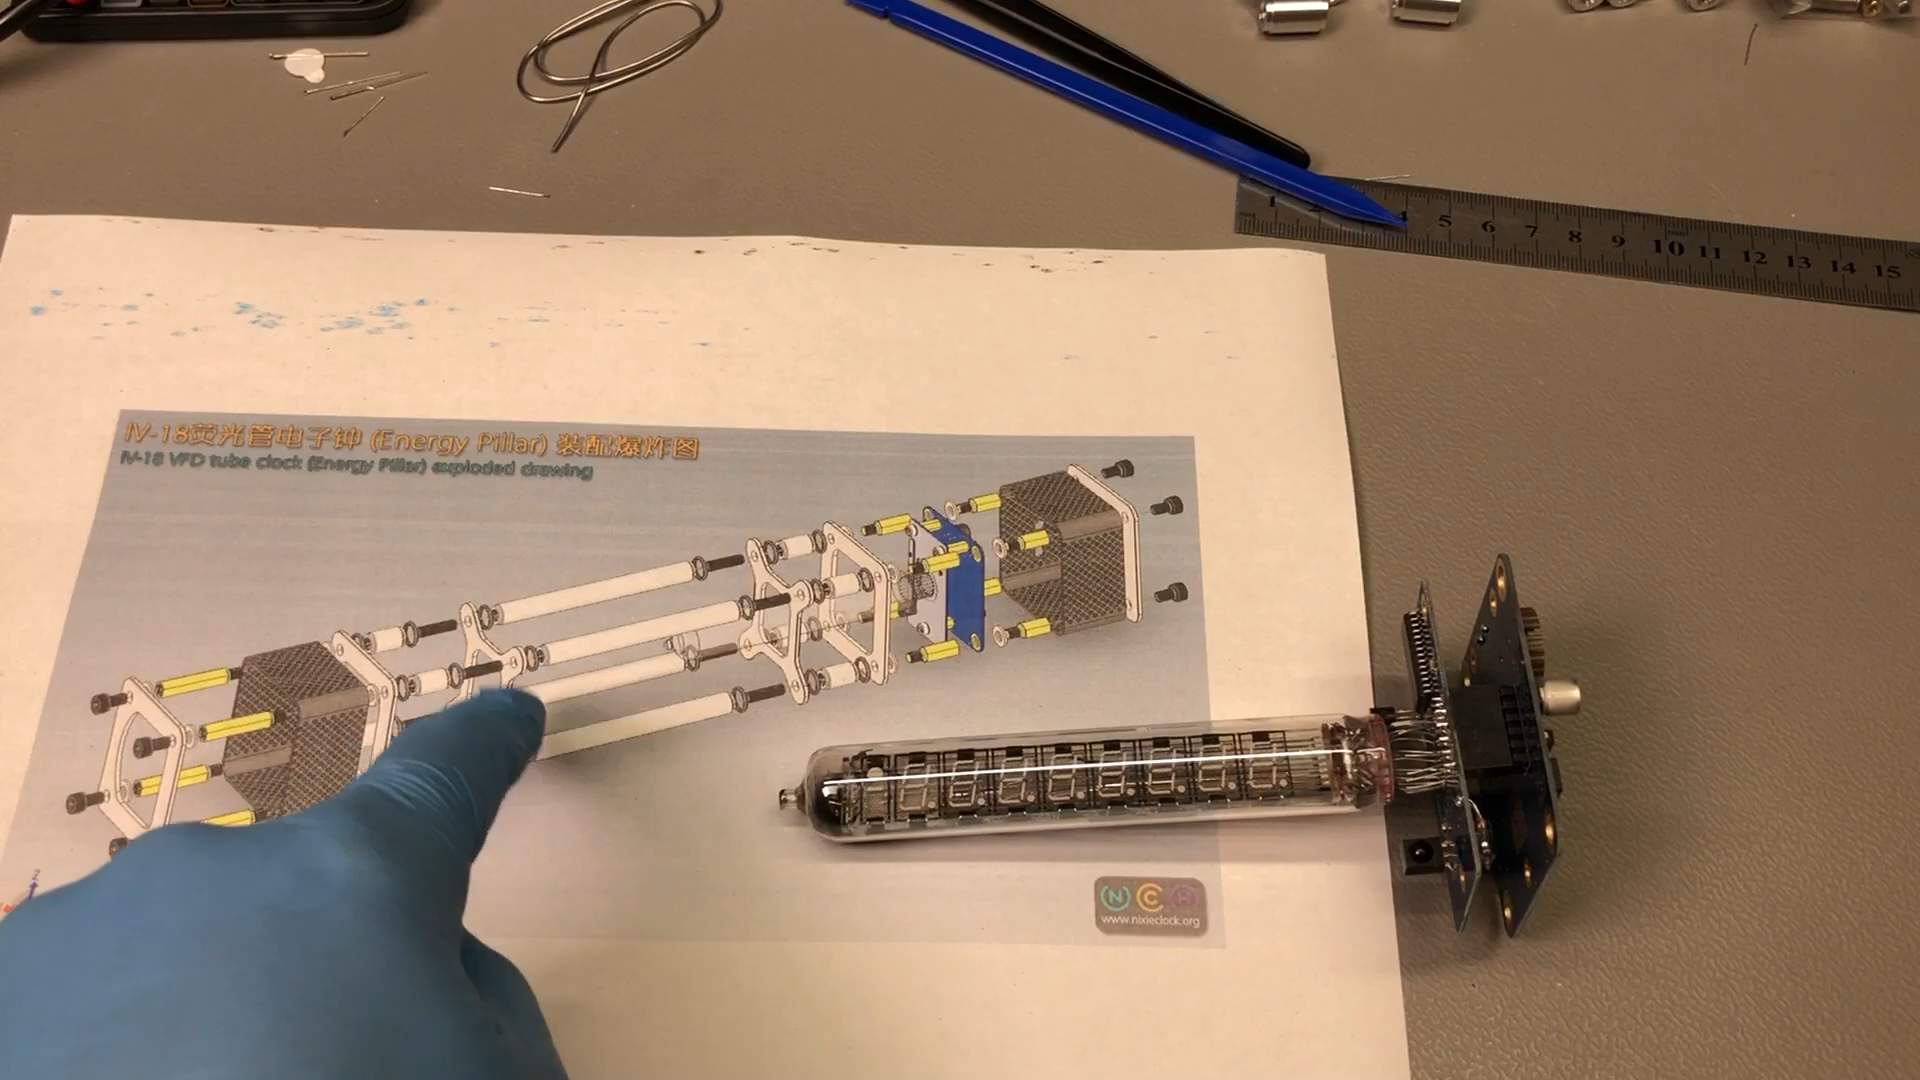 1 2 4 5 6 7 8 9 10 11 12 13 14 15
IV-18荧光管电子钟 (Energy Pillar) 装配爆炸图
IV-18 VFD tube clock (Energy Pillar) exploded drawing
Z
N C H
www.nixieclock.org